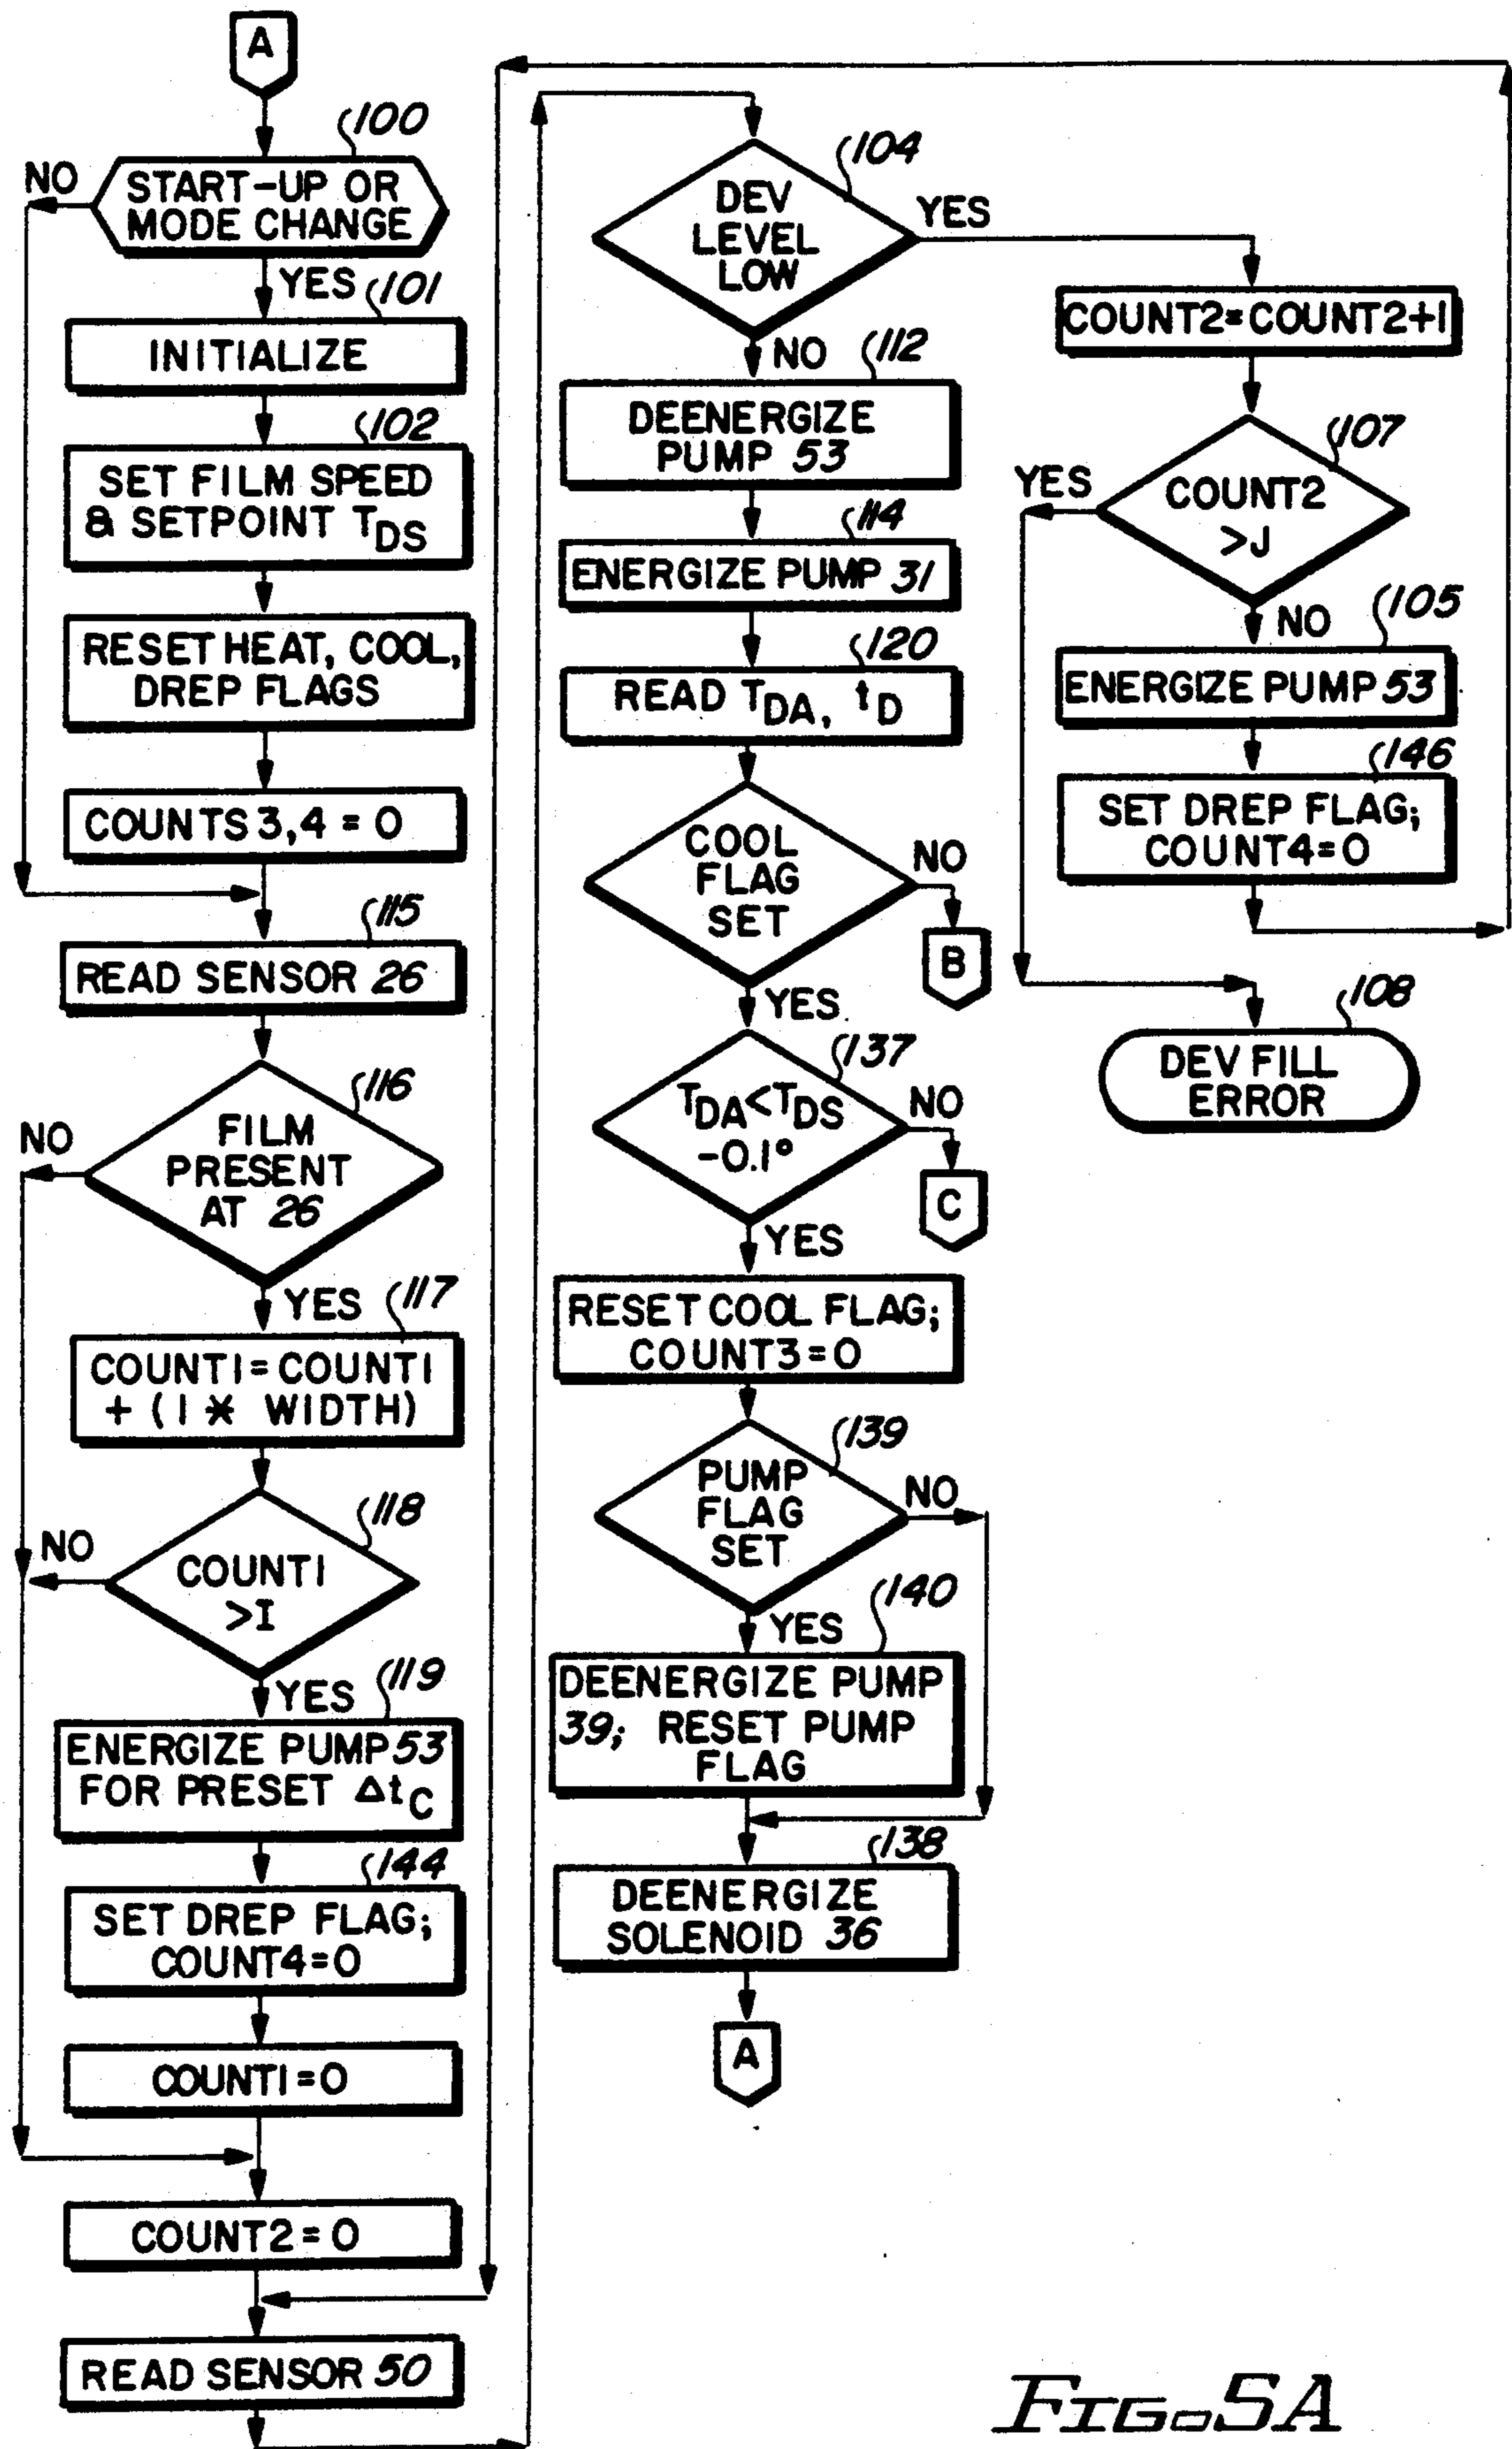 A
100
NO
START-UP OR
MODE CHANGE
YES
101
INITIALIZE
102
SET FILM SPEED
& SETPOINT TDS
RESET HEAT, COOL,
DREP FLAGS
COUNTS 3,4 = 0
115
READ SENSOR 26
116
NO
FILM
PRESENT
AT 26
YES
117
COUNT1=COUNT1
+ (1 * WIDTH)
118
NO
COUNT1
>I
YES
119
ENERGIZE PUMP 53
FOR PRESET ΔtC
144
SET DREP FLAG;
COUNT4=0
COUNT1=0
COUNT2=0
READ SENSOR 50
104
DEV
LEVEL
LOW
YES
NO
112
DEENERGIZE
PUMP 53
114
ENERGIZE PUMP 31
120
READ TDA, tD
COOL
FLAG
SET
NO
B
YES
137
TDA<TDS
-0.1°
NO
C
YES
RESET COOL FLAG;
COUNT3=0
139
PUMP
FLAG
SET
NO
YES
140
DEENERGIZE PUMP
39; RESET PUMP
FLAG
138
DEENERGIZE
SOLENOID 36
A
COUNT2=COUNT2+1
107
YES
COUNT2
>J
NO
105
ENERGIZE PUMP 53
146
SET DREP FLAG;
COUNT4=0
108
DEV FILL
ERROR
FIG. 5A